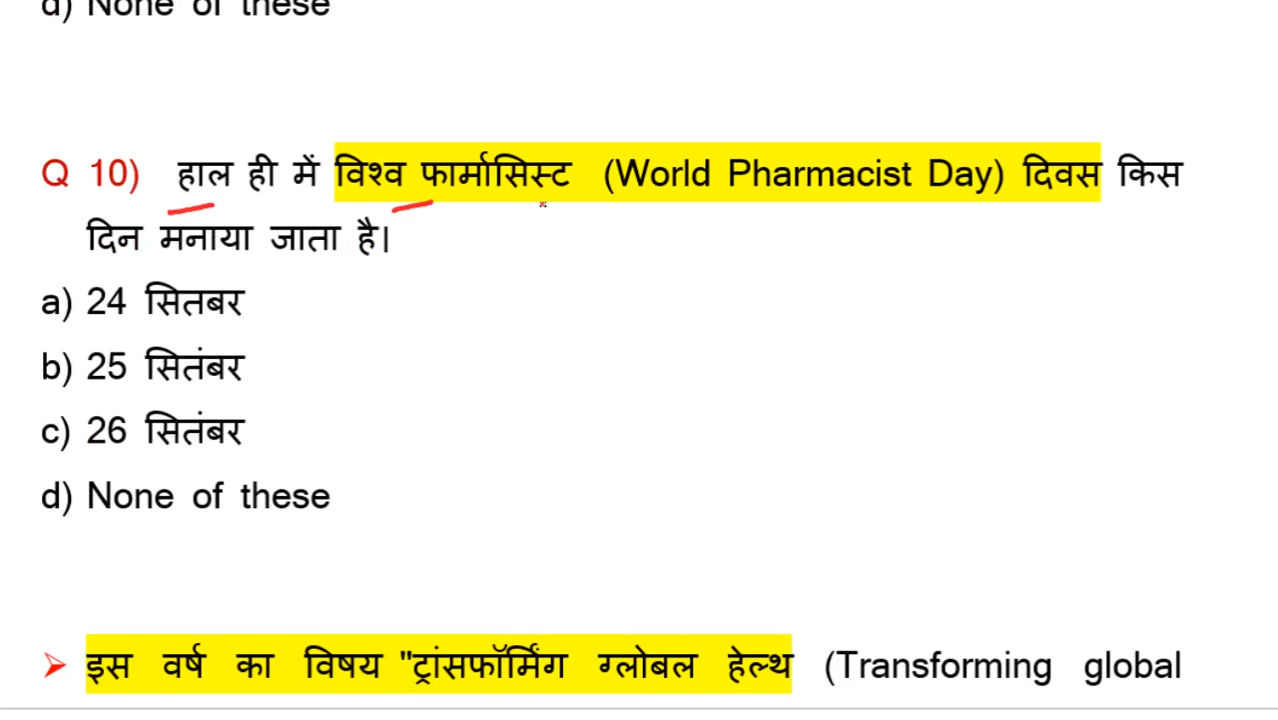 d) None of these
Q 10) हाल ही में विश्व फार्मासिस्ट (World Pharmacist Day) दिवस किस
दिन मनाया जाता है।
a) 24 सितबर
b) 25 सितंबर
c) 26 सितंबर
d) None of these
➢ इस वर्ष का विषय "ट्रांसफॉर्मिंग ग्लोबल हेल्थ (Transforming global